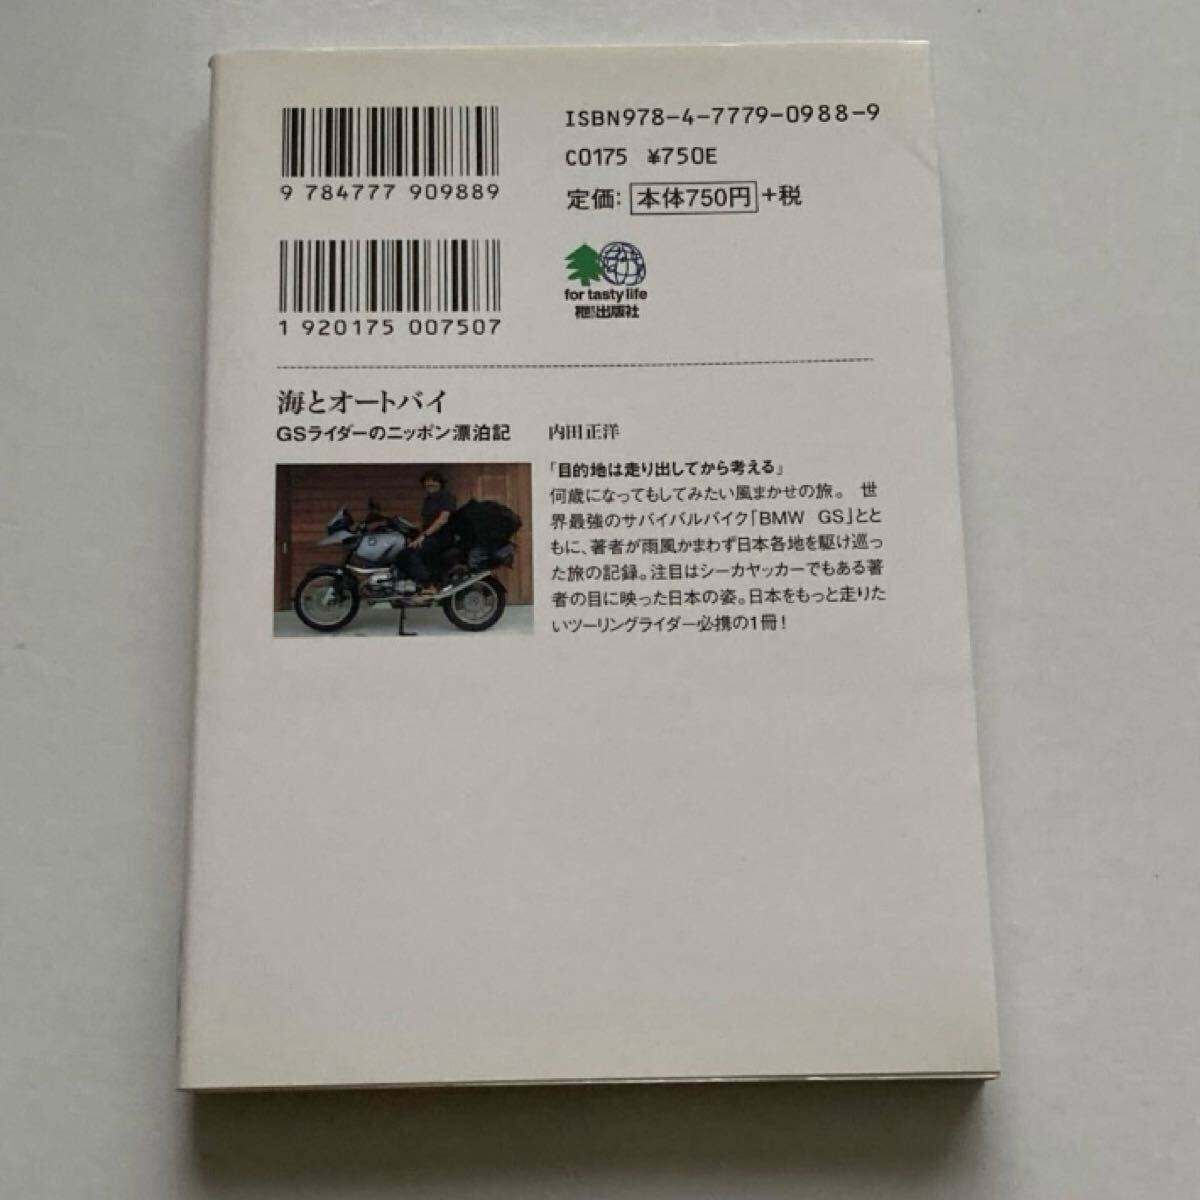 ISBN978-4-7779-0988-9
C0175 ¥750E
定価: 本体750円+税
9 784777 909889
for tasty life
枻出版社
1 920175 007507
海とオートバイ
GSライダーのニッポン漂泊記 内田正洋
「目的地は走り出してから考える」
何歳になってもしてみたい風まかせの旅。 世
界最強のサバイバルバイク「BMW GS」とと
もに、著者が雨風かまわず日本各地を駆け巡っ
た旅の記録。注目はシーカヤッカーでもある著
者の目に映った日本の姿。日本をもっと走りた
いツーリングライダー必携の1冊!